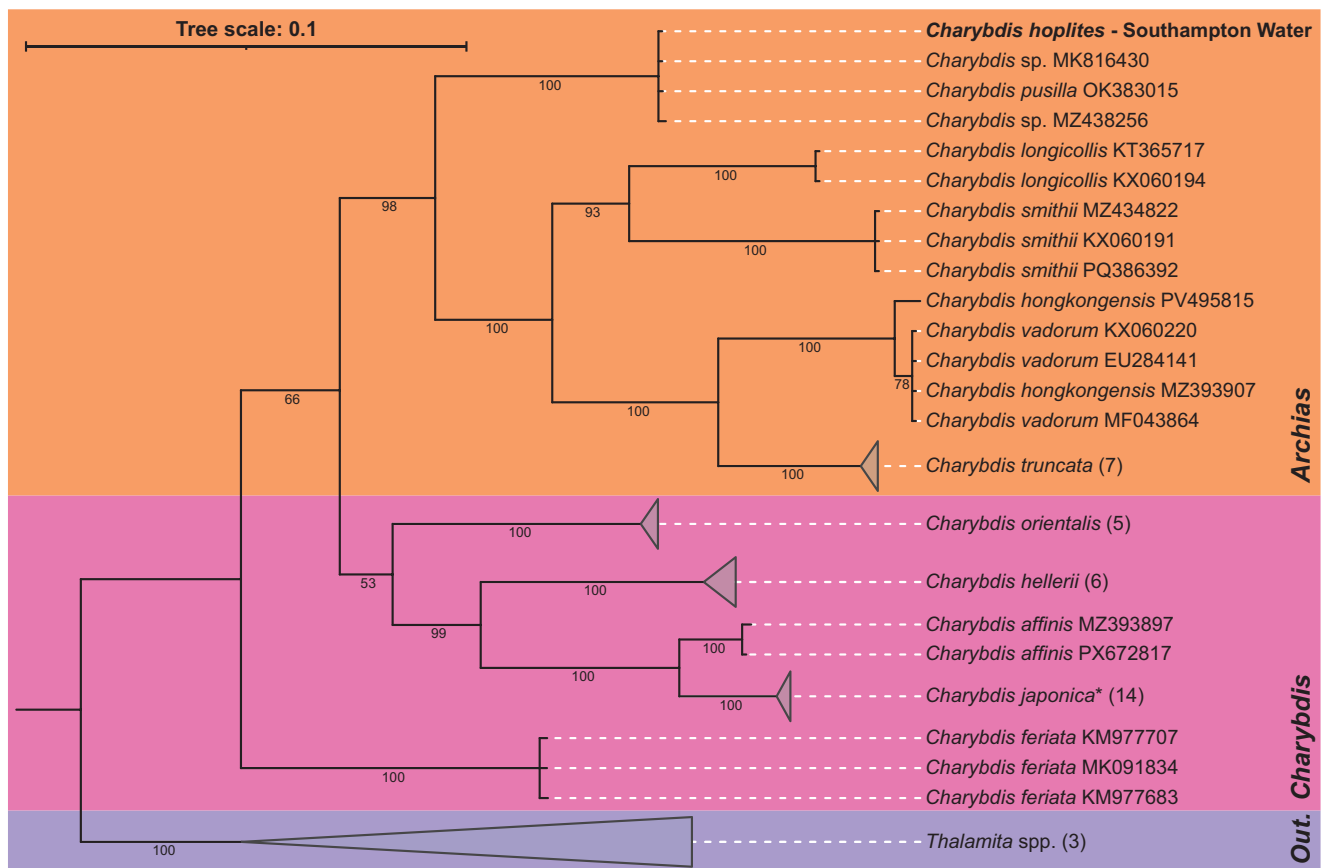 Tree scale: 0.1
Charybdis hoplites - Southampton Water
100
Charybdis sp. MK816430
Charybdis pusilla OK383015
Charybdis sp. MZ438256
Charybdis longicollis KT365717
100
Charybdis longicollis KX060194
98
93
Charybdis smithii MZ434822
100
Charybdis smithii KX060191
Charybdis smithii PQ386392
Charybdis hongkongensis PV495815
100
Charybdis vadorum KX060220
100
Charybdis vadorum EU284141
78
Charybdis hongkongensis MZ393907
66
100
Charybdis vadorum MF043864
Charybdis truncata (7)
100
Archias
Charybdis orientalis (5)
100
53
Charybdis hellerii (6)
100
Charybdis affinis MZ393897
99
100
Charybdis affinis PX672817
100
Charybdis japonica* (14)
100
Charybdis feriata KM977707
Charybdis feriata MK091834
100
Charybdis feriata KM977683
Charybdis
Thalamita spp. (3)
100
Out.